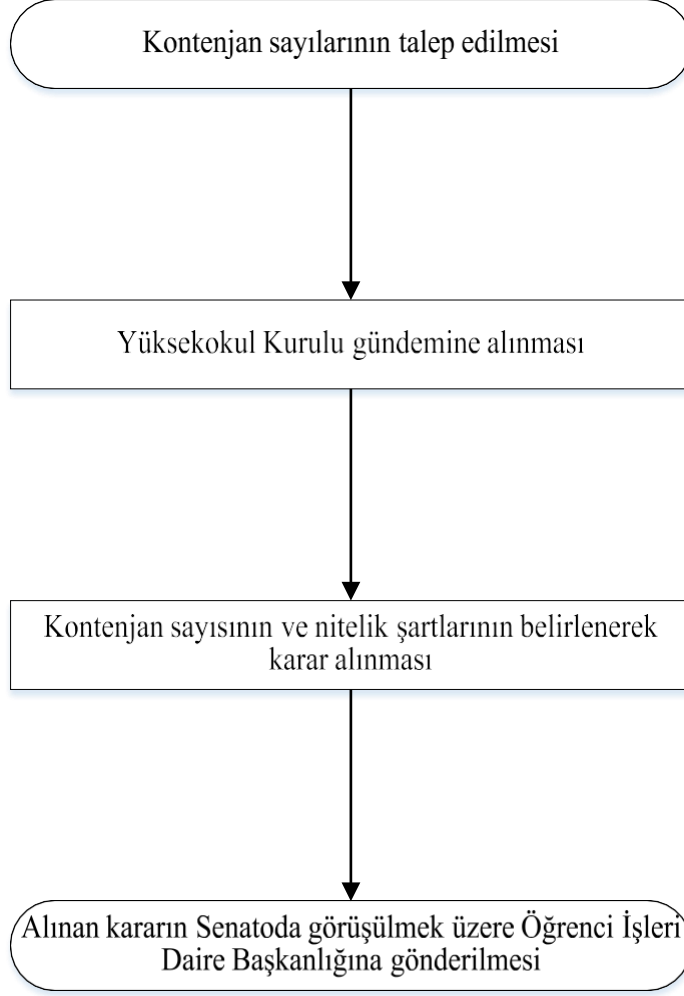 Kontenjan sayılarının talep edilmesi
Yüksekokul Kurulu gündemine alınması
Kontenjan sayısının ve nitelik şartlarının belirlenerek
karar alınması
Alınan kararın Senatoda görüşülmek üzere Öğrenci İşleri
Daire Başkanlığına gönderilmesi